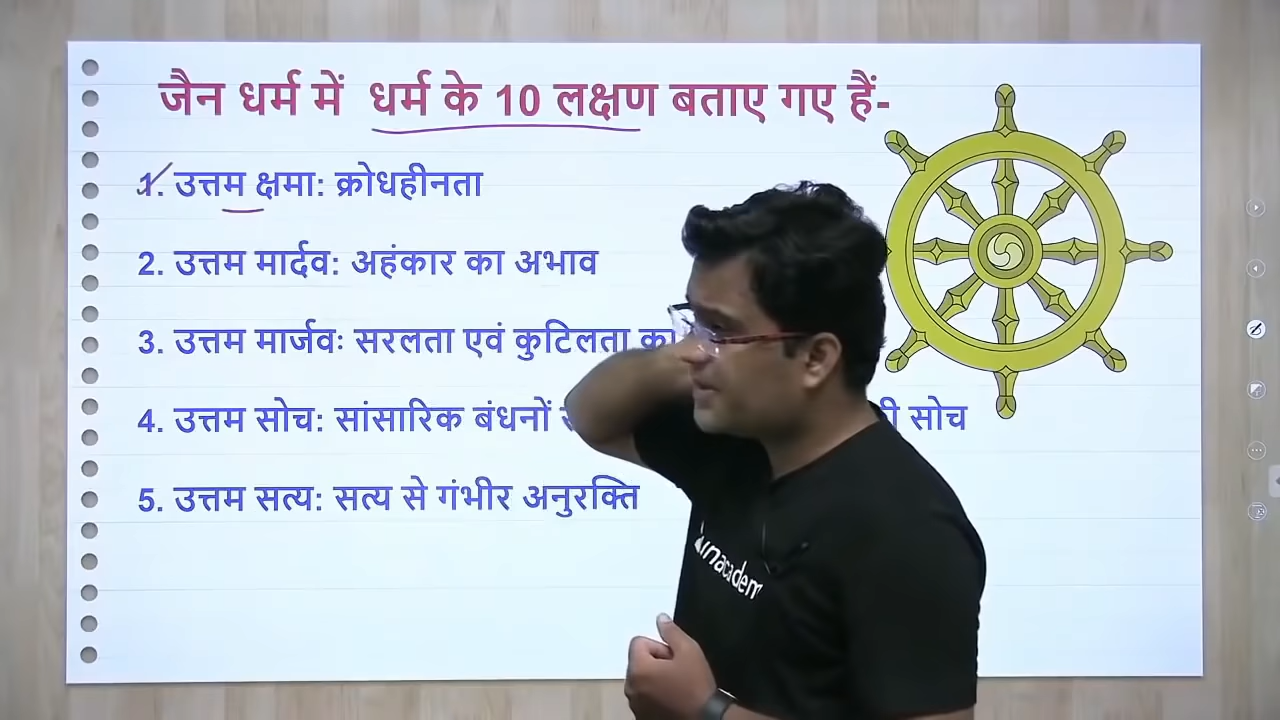 जैन धर्म में धर्म के 10 लक्षण बताए गए हैं-
1. उत्तम क्षमा: क्रोधहीनता
2. उत्तम मार्दव: अहंकार का अभाव
3. उत्तम मार्जवः सरलता एवं कुटिलता का
4. उत्तम सोच: सांसारिक बंधनों सोच
5. उत्तम सत्य: सत्य से गंभीर अनुरक्ति
unacadem